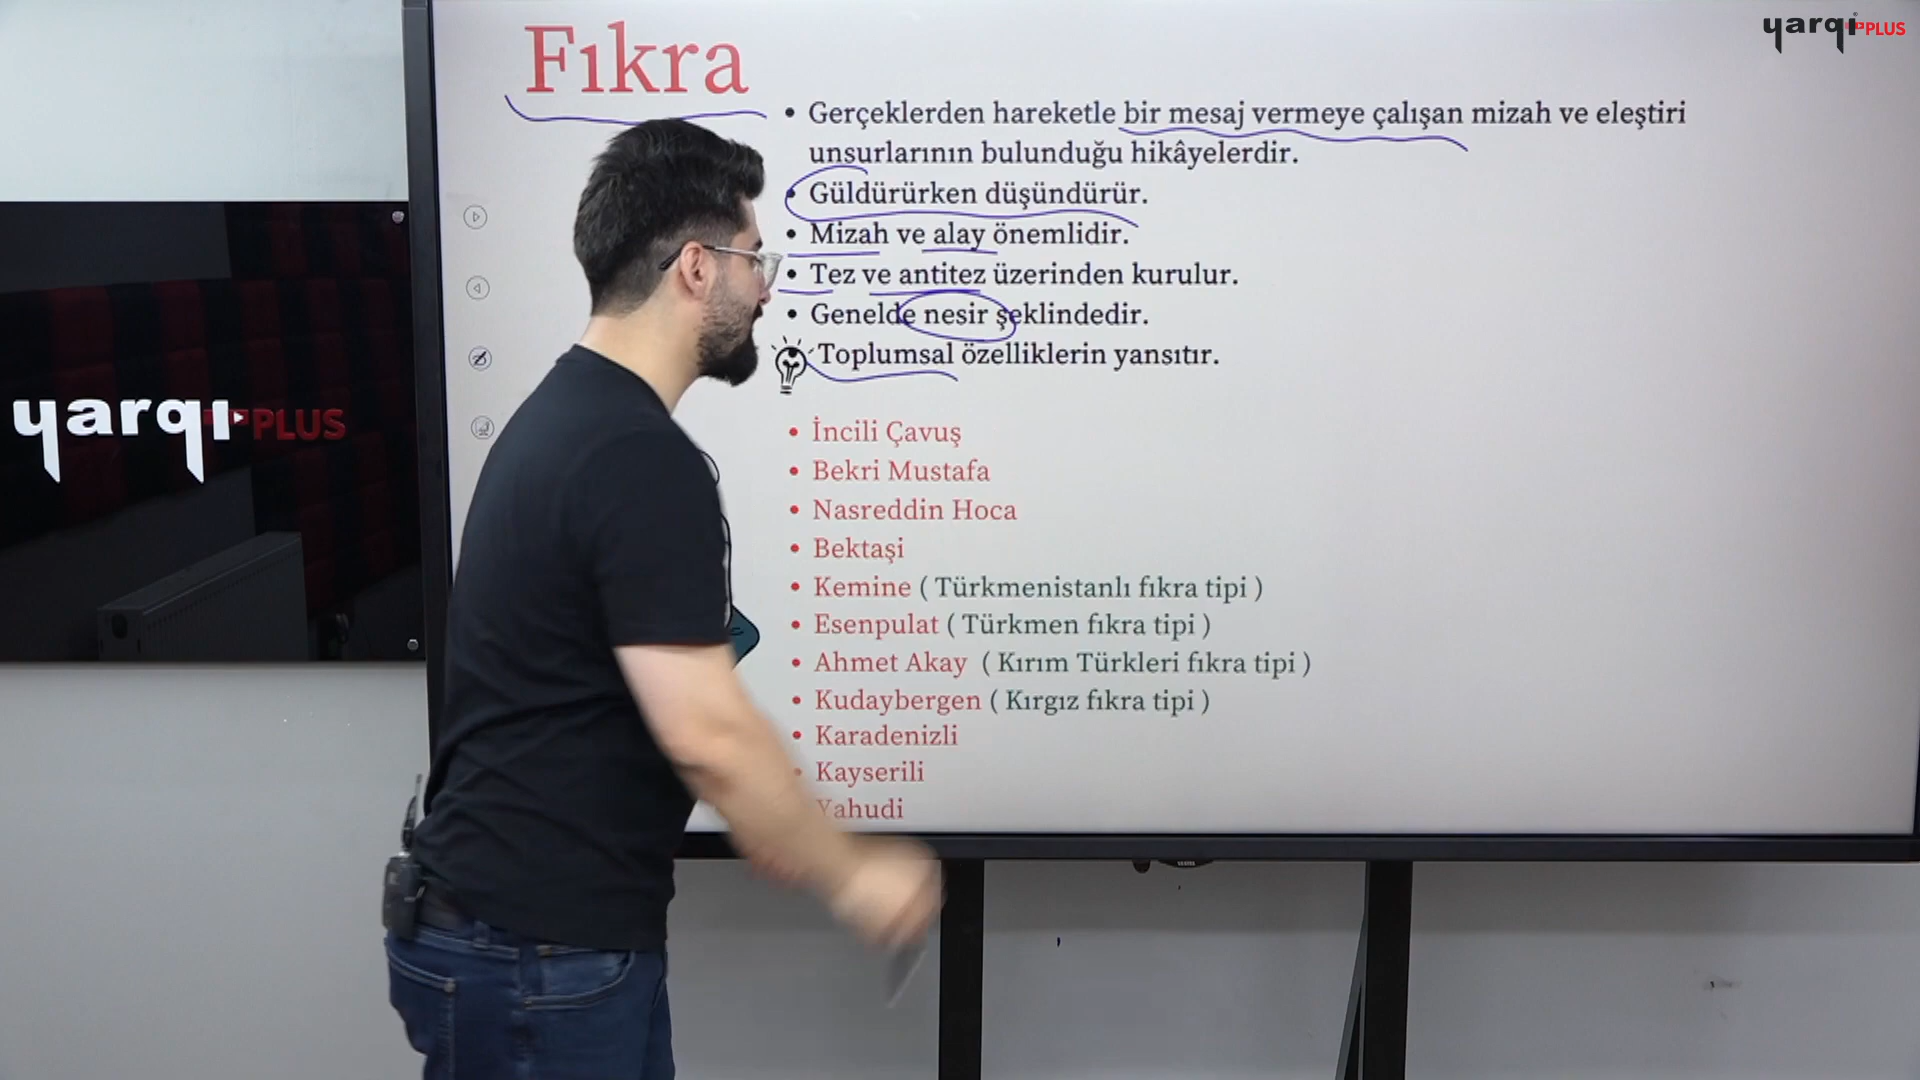 yarqı PLUS
Fıkra
• Gerçeklerden hareketle bir mesaj vermeye çalışan mizah ve eleştiri
unsurlarının bulunduğu hikâyelerdir.
• Güldürürken düşündürür.
• Mizah ve alay önemlidir.
• Tez ve antitez üzerinden kurulur.
• Genelde nesir şeklindedir.
Toplumsal özelliklerin yansıtır.
• İncili Çavuş
• Bekri Mustafa
• Nasreddin Hoca
• Bektaşi
• Kemine ( Türkmenistanlı fıkra tipi )
• Esenpulat ( Türkmen fıkra tipi )
• Ahmet Akay ( Kırım Türkleri fıkra tipi )
• Kudaybergen ( Kırgız fıkra tipi )
• Karadenizli
• Kayserili
Yahudi
yarqı PLUS